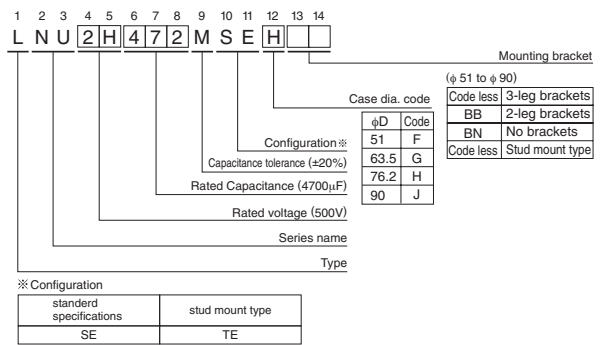 1 2 3 4 5 6 7 8 9 10 11 12 13 14
L N U 2 H 4 7 2 M S E H
Mounting bracket
(φ 51 to φ 90)
Code less 3-leg brackets
BB 2-leg brackets
BN No brackets
Code less Stud mount type
Case dia. code
φD Code
51 F
63.5 G
76.2 H
90 J
Configuration※
Capacitance tolerance (±20%)
Rated Capacitance (4700µF)
Rated voltage (500V)
Series name
Type
※ Configuration
standerd specifications stud mount type
SE TE